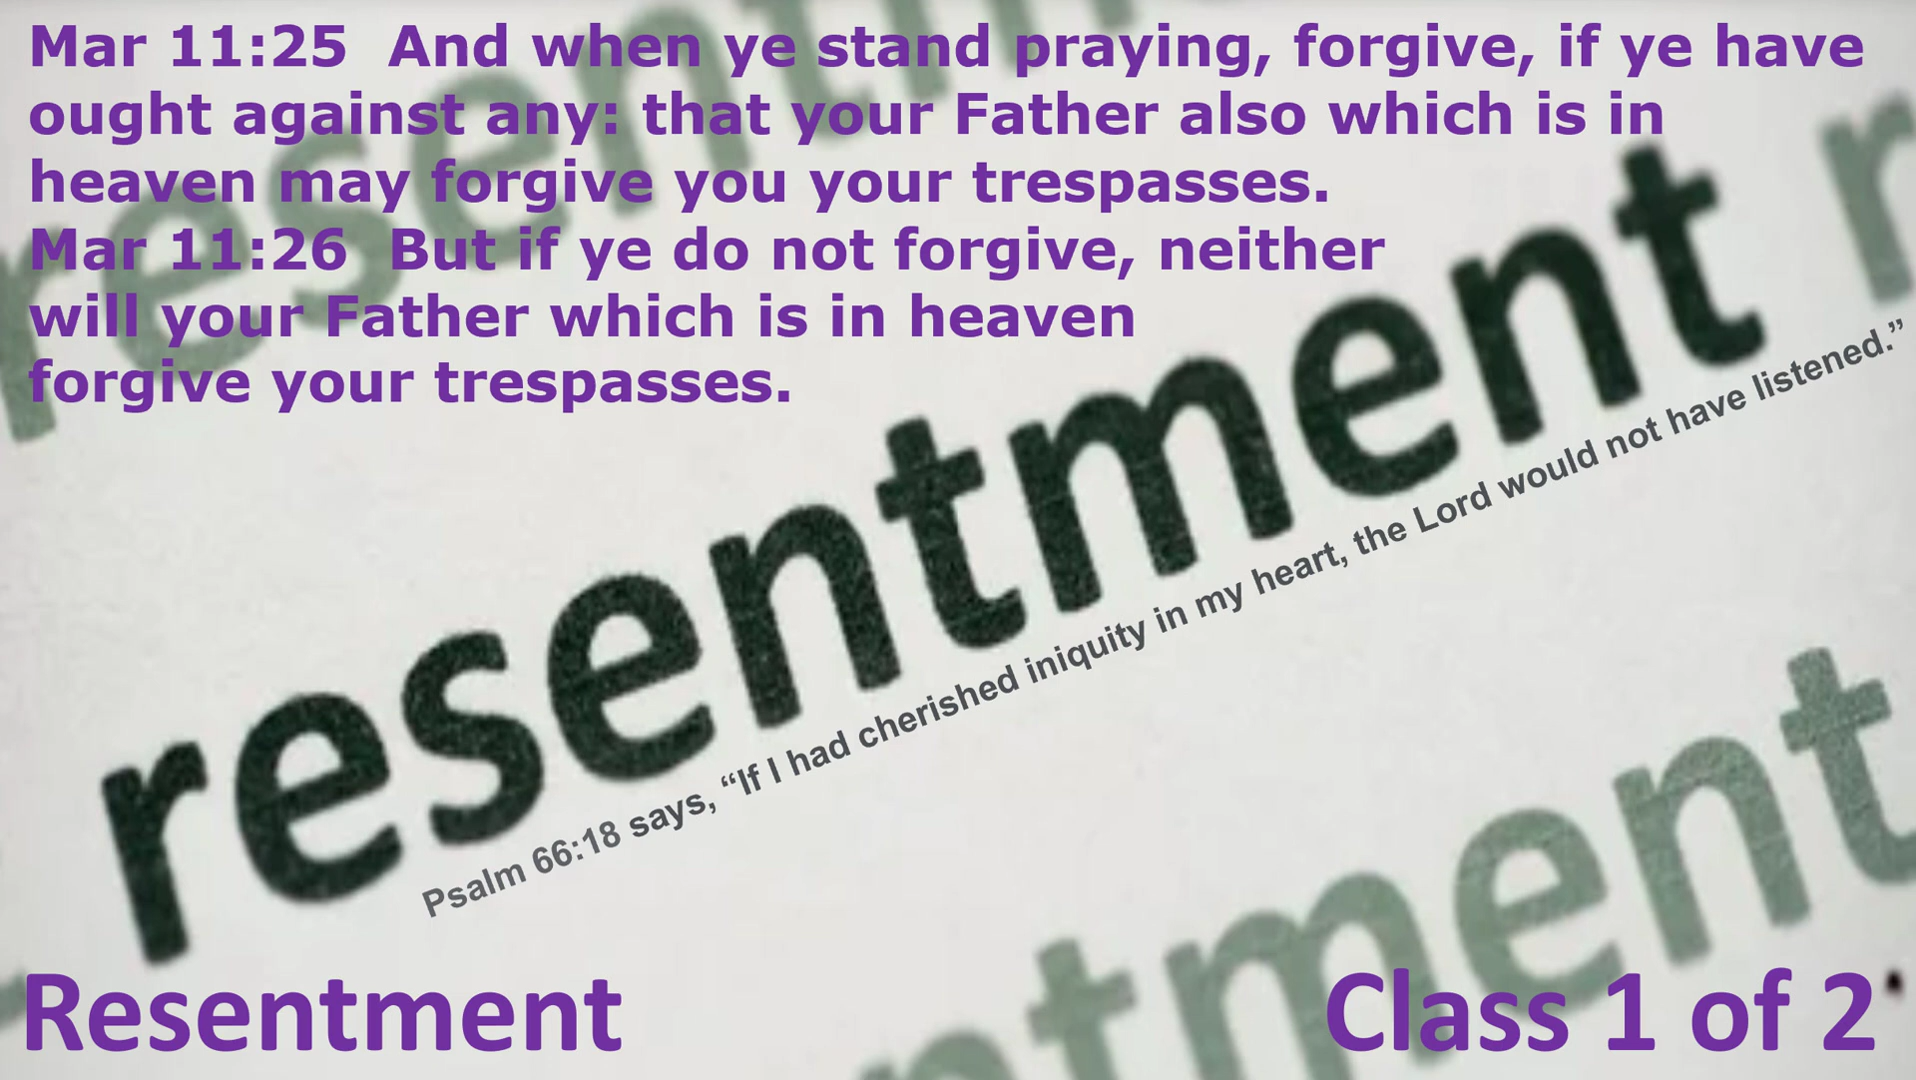 resentment
Mar 11:25  And when ye stand praying, forgive, if ye have
ought against any: that your Father also which is in
heaven may forgive you your trespasses.
Mar 11:26  But if ye do not forgive, neither
will your Father which is in heaven
forgive your trespasses.
resentment r
Psalm 66:18 says, “If I had cherished iniquity in my heart, the Lord would not have listened.”
ntment
Resentment
Class 1 of 2